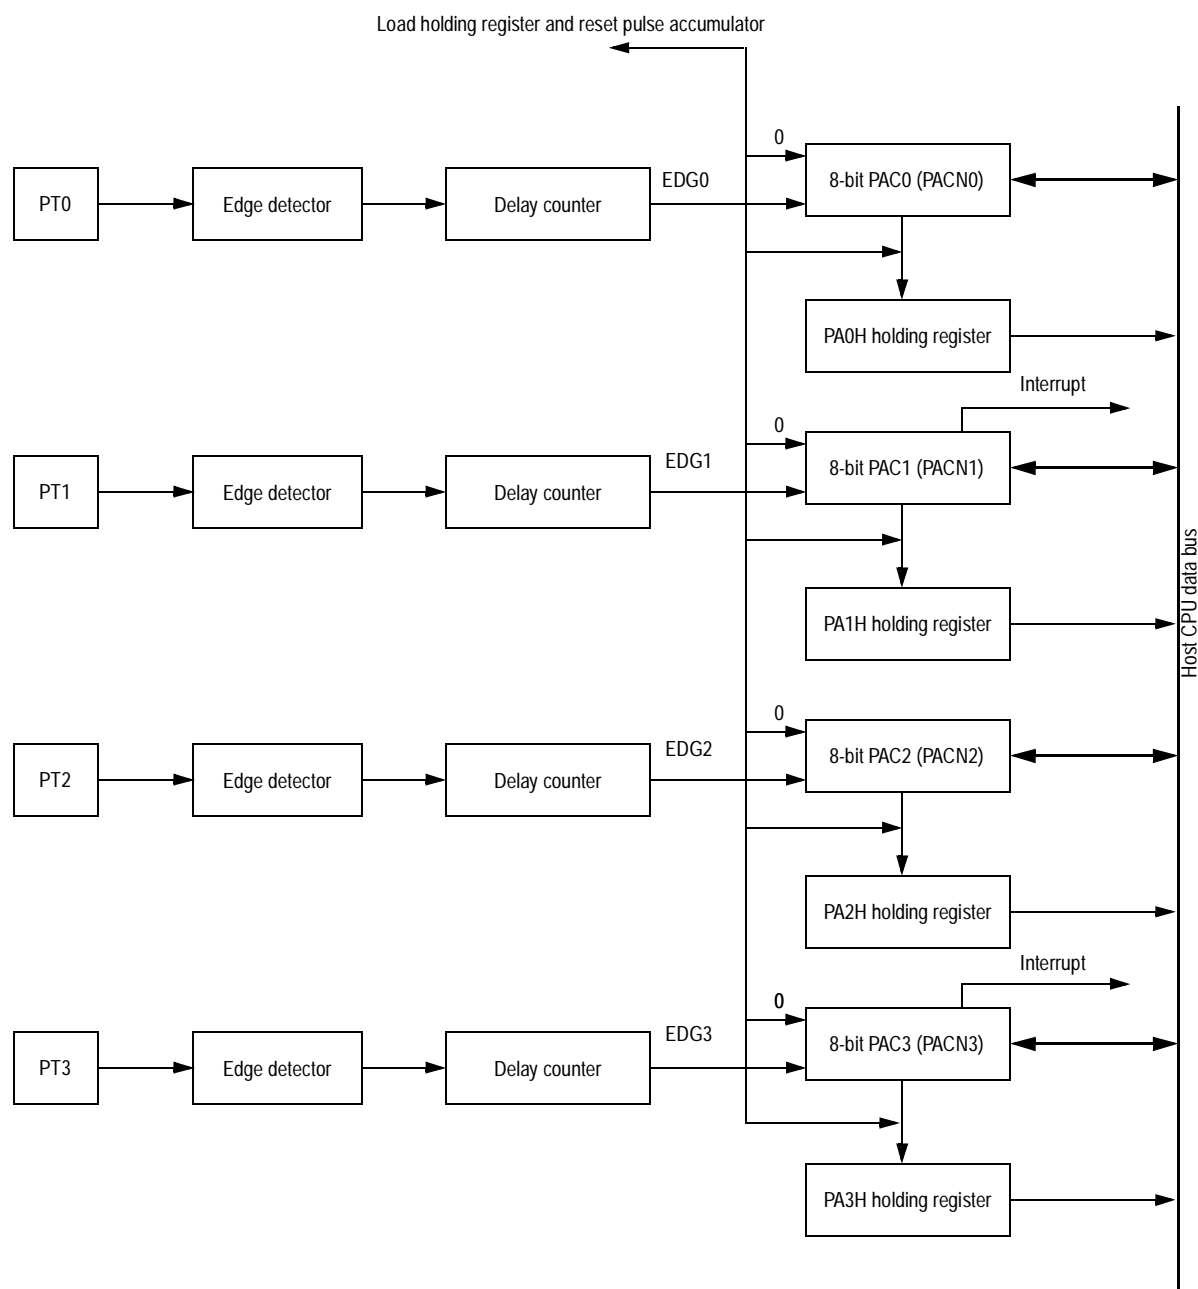 Load holding register and reset pulse accumulator
0
8-bit PAC0 (PACN0)
EDG0
PT0
Edge detector
Delay counter
PA0H holding register
Interrupt
0
8-bit PAC1 (PACN1)
EDG1
PT1
Edge detector
Delay counter
PA1H holding register
Host CPU data bus
0
8-bit PAC2 (PACN2)
EDG2
PT2
Edge detector
Delay counter
PA2H holding register
Interrupt
0
8-bit PAC3 (PACN3)
EDG3
PT3
Edge detector
Delay counter
PA3H holding register